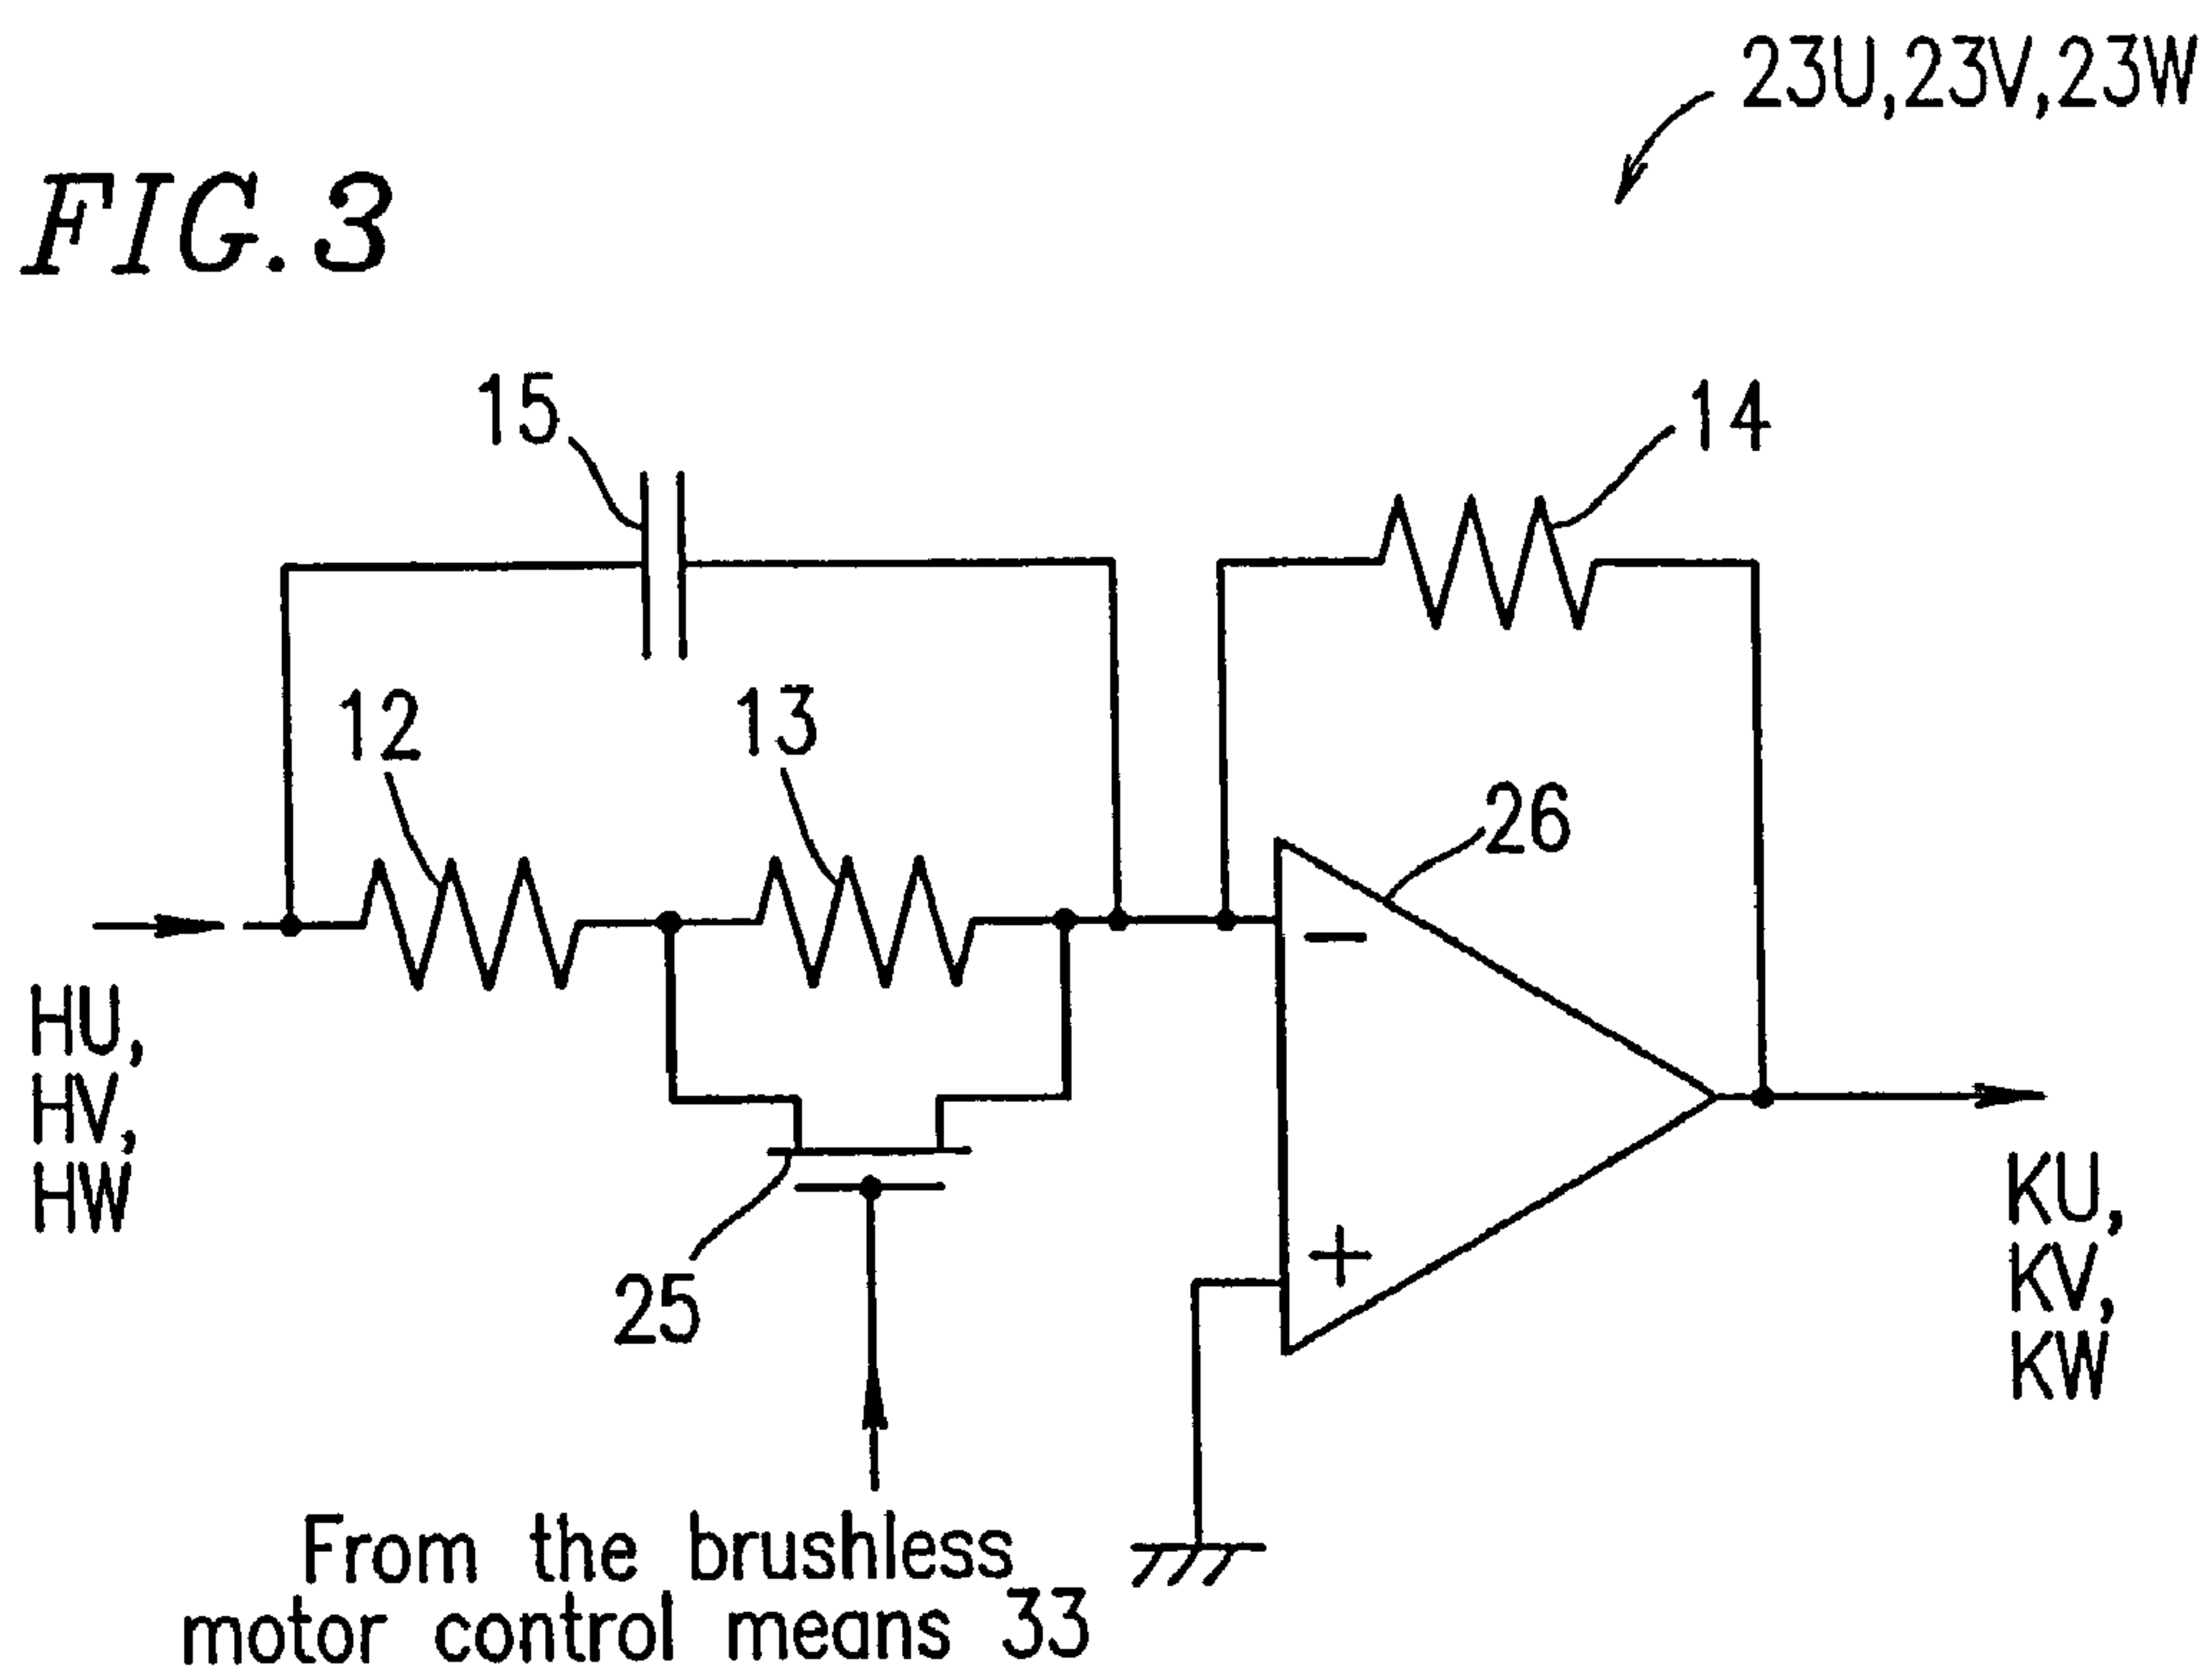 23U,23V,23W
FIG.3
15
14
12
13
26
HU,
HV,
HW
−
+
25
KU,
KV,
KW
From the brushless
motor control means 33